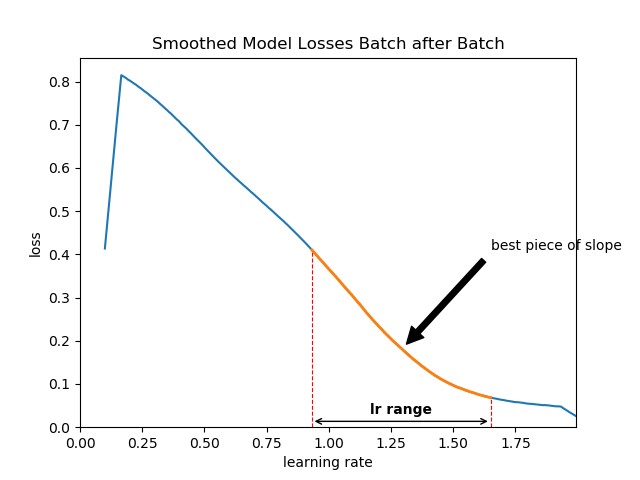 Smoothed Model Losses Batch after Batch
0.8
0.7
0.6
0.5
0.4
0.3
0.2
0.1
0.0
loss
best piece of slope
lr range
0.00 0.25 0.50 0.75 1.00 1.25 1.50 1.75
learning rate